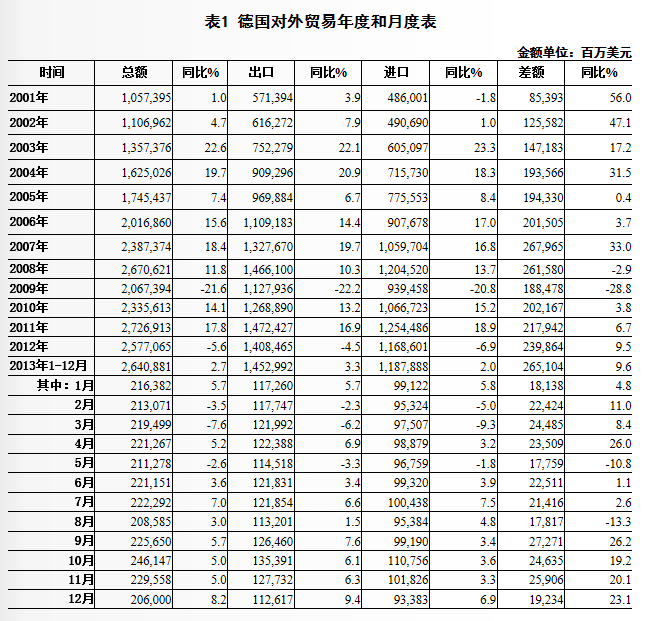 表1 德国对外贸易年度和月度表
金额单位：百万美元
时间 总额 同比% 出口 同比% 进口 同比% 差额 同比%
2001年 1,057,395 1.0 571,394 3.9 486,001 -1.8 85,393 56.0
2002年 1,106,962 4.7 616,272 7.9 490,690 1.0 125,582 47.1
2003年 1,357,376 22.6 752,279 22.1 605,097 23.3 147,183 17.2
2004年 1,625,026 19.7 909,296 20.9 715,730 18.3 193,566 31.5
2005年 1,745,437 7.4 969,884 6.7 775,553 8.4 194,330 0.4
2006年 2,016,860 15.6 1,109,183 14.4 907,678 17.0 201,505 3.7
2007年 2,387,374 18.4 1,327,670 19.7 1,059,704 16.8 267,965 33.0
2008年 2,670,621 11.8 1,466,100 10.3 1,204,520 13.7 261,580 -2.9
2009年 2,067,394 -21.6 1,127,936 -22.2 939,458 -20.8 188,478 -28.8
2010年 2,335,613 14.1 1,268,890 13.2 1,066,723 15.2 202,167 3.8
2011年 2,726,913 17.8 1,472,427 16.9 1,254,486 18.9 217,942 6.7
2012年 2,577,065 -5.6 1,408,465 -4.5 1,168,601 -6.9 239,864 9.5
2013年1-12月 2,640,881 2.7 1,452,992 3.3 1,187,888 2.0 265,104 9.6
其中：1月 216,382 5.7 117,260 5.7 99,122 5.8 18,138 4.8
2月 213,071 -3.5 117,747 -2.3 95,324 -5.0 22,424 11.0
3月 219,499 -7.6 121,992 -6.2 97,507 -9.3 24,485 8.4
4月 221,267 5.2 122,388 6.9 98,879 3.2 23,509 26.0
5月 211,278 -2.6 114,518 -3.3 96,759 -1.8 17,759 -10.8
6月 221,151 3.6 121,831 3.4 99,320 3.9 22,511 1.1
7月 222,292 7.0 121,854 6.6 100,438 7.5 21,416 2.6
8月 208,585 3.0 113,201 1.5 95,384 4.8 17,817 -13.3
9月 225,650 5.7 126,460 7.6 99,190 3.4 27,271 26.2
10月 246,147 5.0 135,391 6.1 110,756 3.6 24,635 19.2
11月 229,558 5.0 127,732 6.3 101,826 3.3 25,906 20.1
12月 206,000 8.2 112,617 9.4 93,383 6.9 19,234 23.1